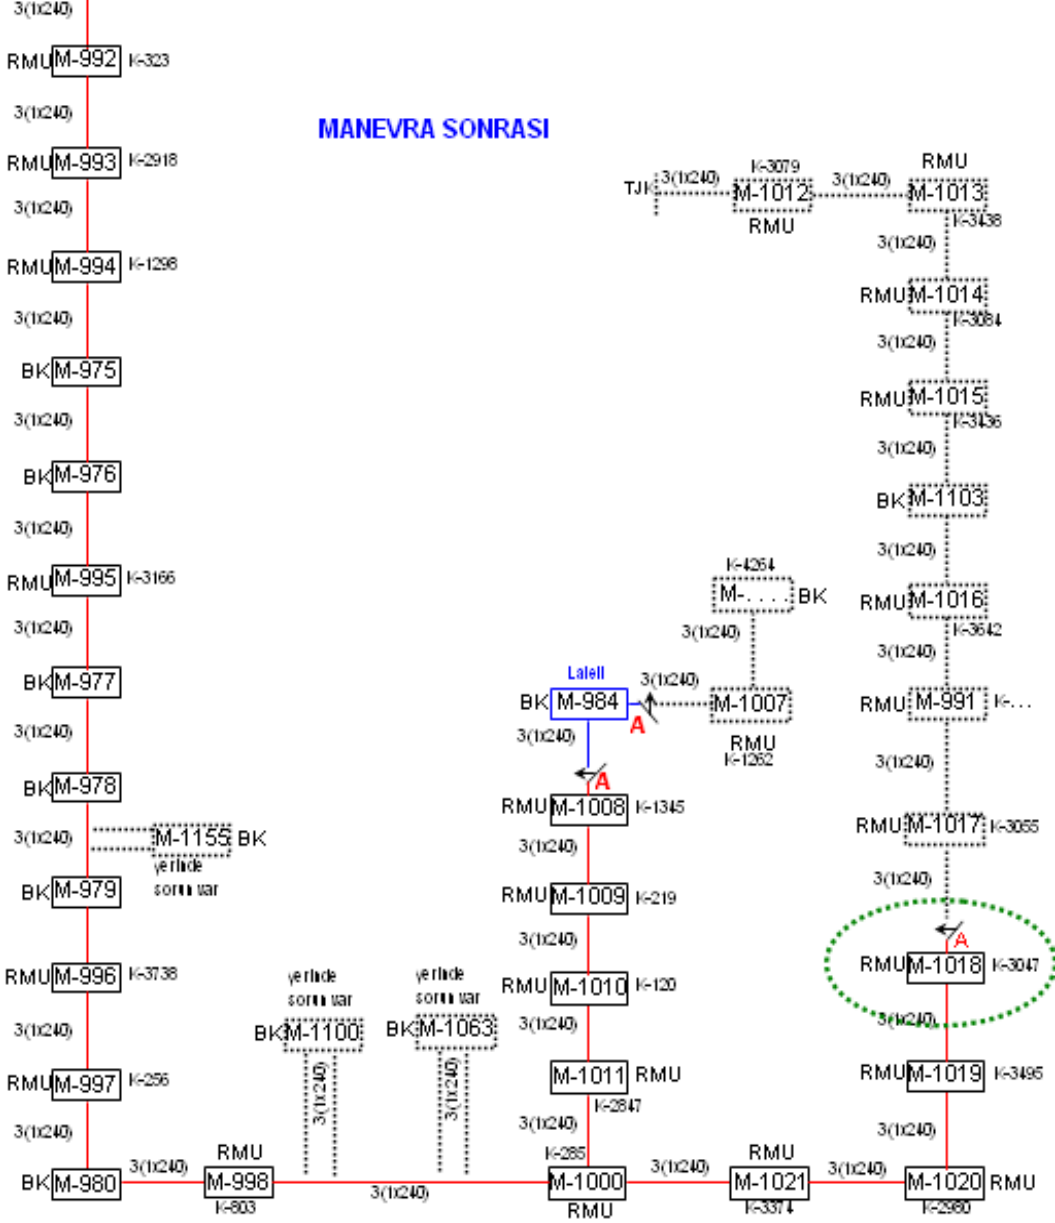 3(1x240)
RMU M-992 K-323
3(1x240)
MANEVRA SONRASI
RMU M-993 K-2918
3(1x240)
RMU M-994 K-1298
3(1x240)
BK M-975
3(1x240)
BK M-976
3(1x240)
RMU M-995 K-3166
3(1x240)
BK M-977
3(1x240)
BK M-978
3(1x240)
M-1155 BK
yerinde
sorun var
BK M-979
RMU M-996 K-3738
3(1x240)
RMU M-997 K-256
3(1x240)
BK M-980
3(1x240)
RMU
M-998
K-803
yerinde
sorun var
BK M-1100
3(1x240)
yerinde
sorun var
BK M-1063
3(1x240)
3(1x240)
K-4264
M-.... BK
3(1x240)
Laleli
BK M-984
A
3(1x240)
M-1007
RMU
K-1262
3(1x240)
A
RMU M-1008 K-1345
3(1x240)
RMU M-1009 K-219
3(1x240)
RMU M-1010 K-120
3(1x240)
M-1011 RMU
K-2847
3(1x240)
K-285
M-1000
RMU
3(1x240)
RMU
M-1021
K-3374
3(1x240)
M-1020 RMU
K-2980
TJK
3(1x240)
K-3079
M-1012
RMU
3(1x240)
RMU
M-1013
K-3438
3(1x240)
RMU M-1014
K-3084
3(1x240)
RMU M-1015
K-3436
3(1x240)
BK M-1103
3(1x240)
RMU M-1016
K-3642
3(1x240)
RMU M-991 K-...
3(1x240)
RMU M-1017 K-3055
3(1x240)
A
RMU M-1018 K-3047
3(1x240)
RMU M-1019 K-3495
3(1x240)